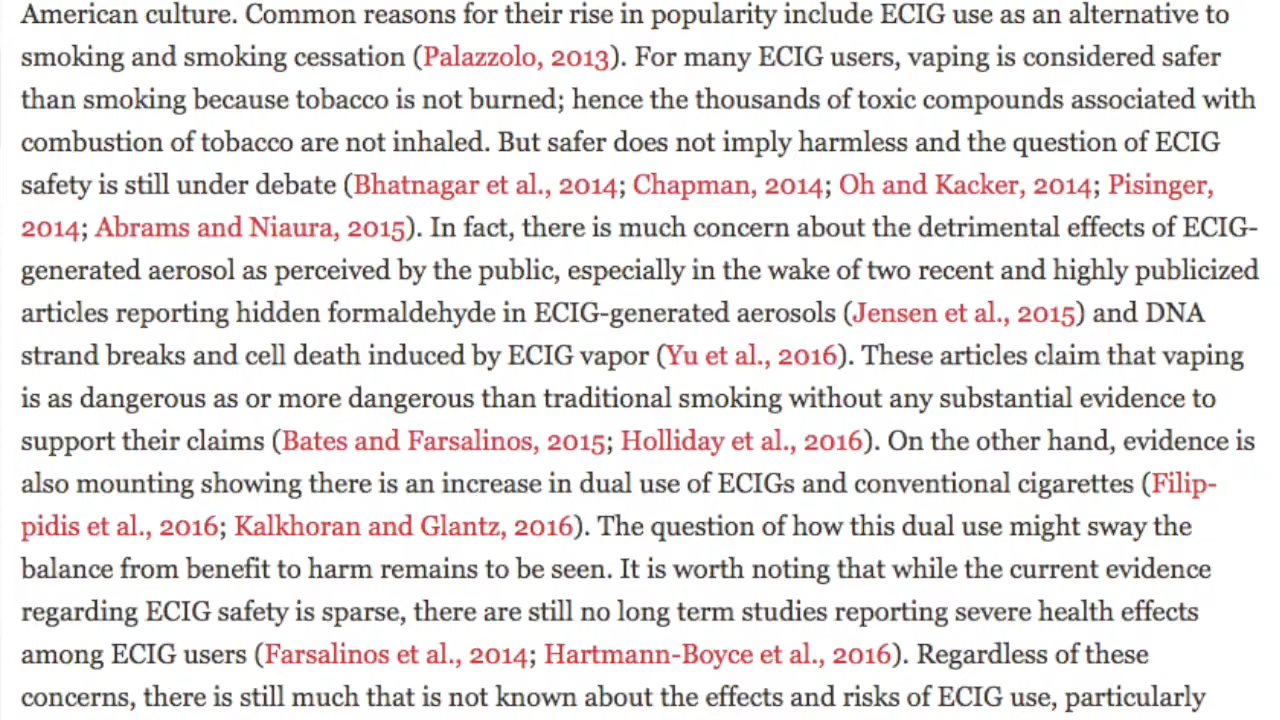 American culture. Common reasons for their rise in popularity include ECIG use as an alternative to
smoking and smoking cessation (Palazzolo, 2013). For many ECIG users, vaping is considered safer
than smoking because tobacco is not burned; hence the thousands of toxic compounds associated with
combustion of tobacco are not inhaled. But safer does not imply harmless and the question of ECIG
safety is still under debate (Bhatnagar et al., 2014; Chapman, 2014; Oh and Kacker, 2014; Pisinger,
2014; Abrams and Niaura, 2015). In fact, there is much concern about the detrimental effects of ECIG-
generated aerosol as perceived by the public, especially in the wake of two recent and highly publicized
articles reporting hidden formaldehyde in ECIG-generated aerosols (Jensen et al., 2015) and DNA
strand breaks and cell death induced by ECIG vapor (Yu et al., 2016). These articles claim that vaping
is as dangerous as or more dangerous than traditional smoking without any substantial evidence to
support their claims (Bates and Farsalinos, 2015; Holliday et al., 2016). On the other hand, evidence is
also mounting showing there is an increase in dual use of ECIGs and conventional cigarettes (Filip-
pidis et al., 2016; Kalkhoran and Glantz, 2016). The question of how this dual use might sway the
balance from benefit to harm remains to be seen. It is worth noting that while the current evidence
regarding ECIG safety is sparse, there are still no long term studies reporting severe health effects
among ECIG users (Farsalinos et al., 2014; Hartmann-Boyce et al., 2016). Regardless of these
concerns, there is still much that is not known about the effects and risks of ECIG use, particularly